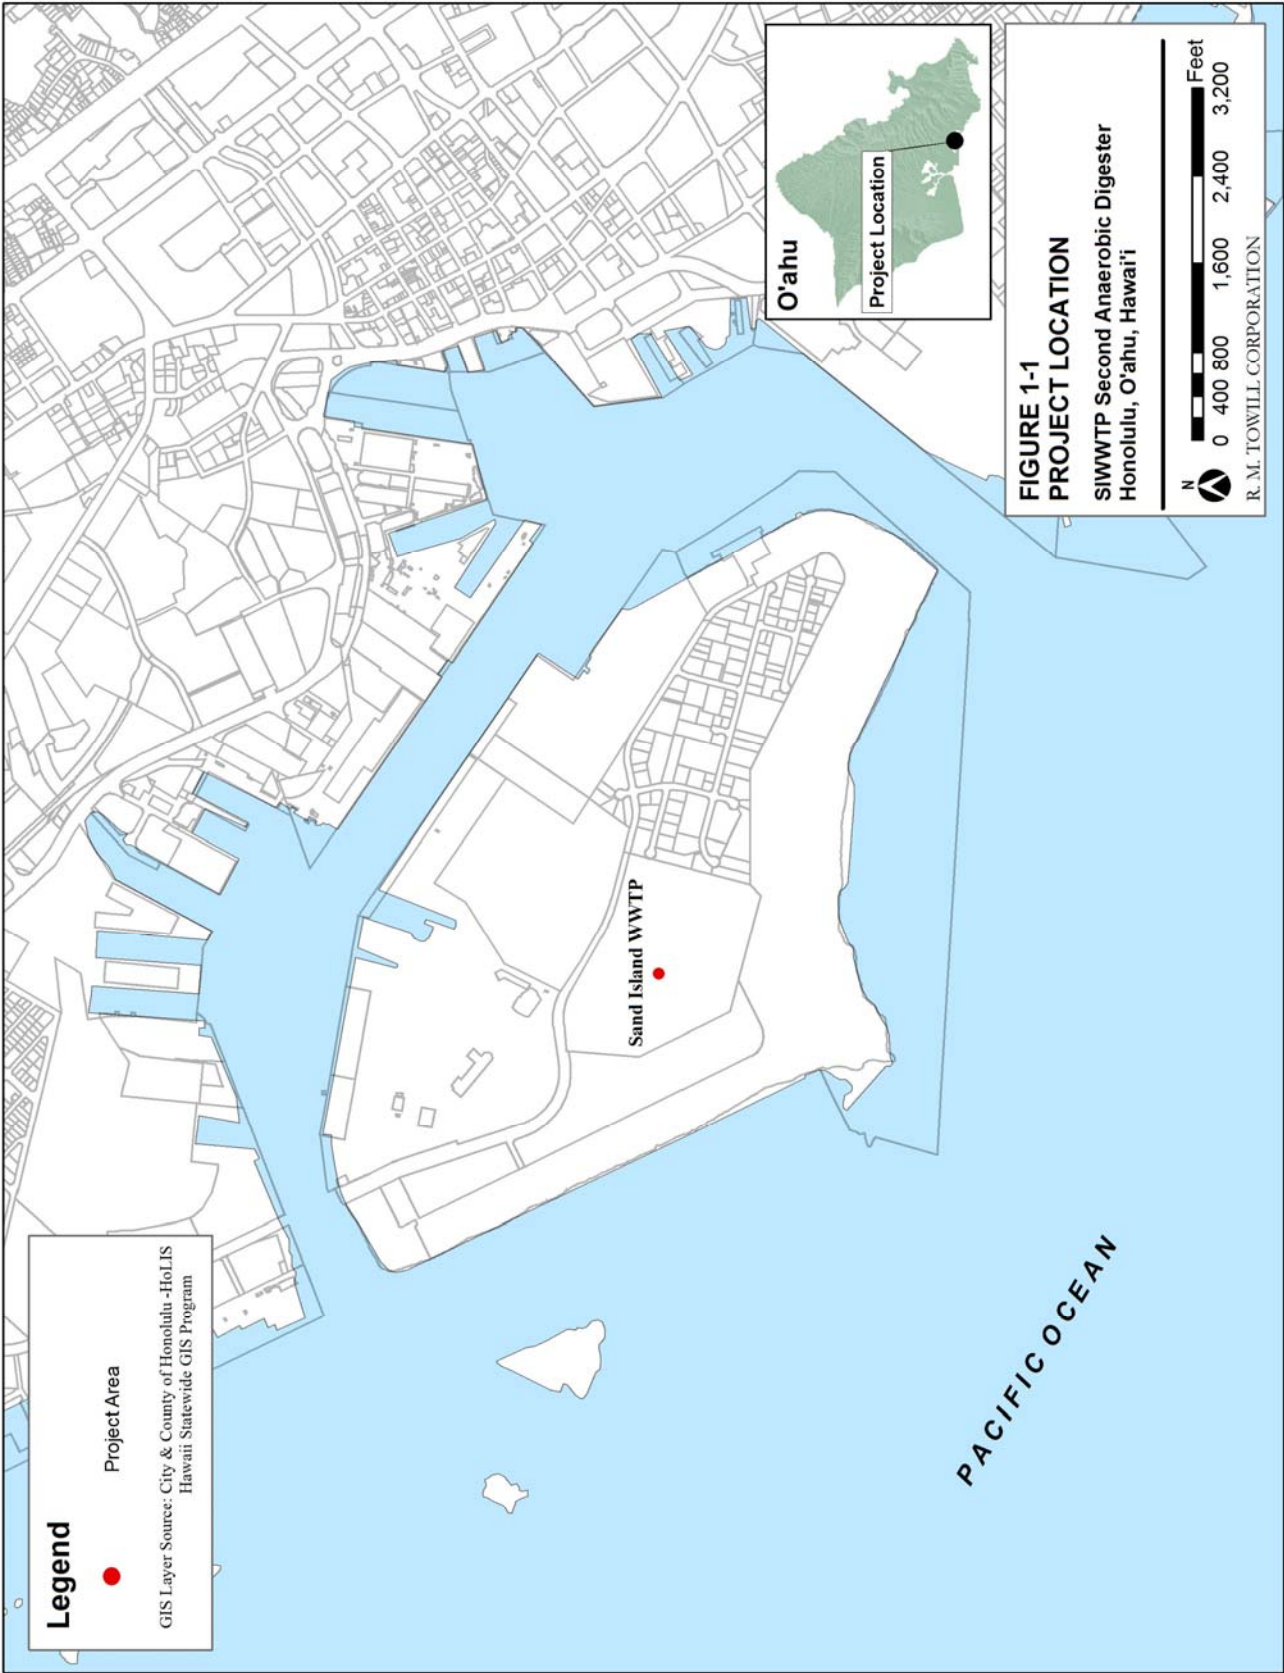 Legend
Project Area
GIS Layer Source: City & County of Honolulu -HoLIS
Hawaii Statewide GIS Program
Sand Island WWTP
PACIFIC OCEAN
O'ahu
Project Location
FIGURE 1-1
PROJECT LOCATION
SIWWTP Second Anaerobic Digester
Honolulu, O'ahu, Hawai'i
N
0 400 800 1,600 2,400 3,200
Feet
R. M. TOWILL CORPORATION